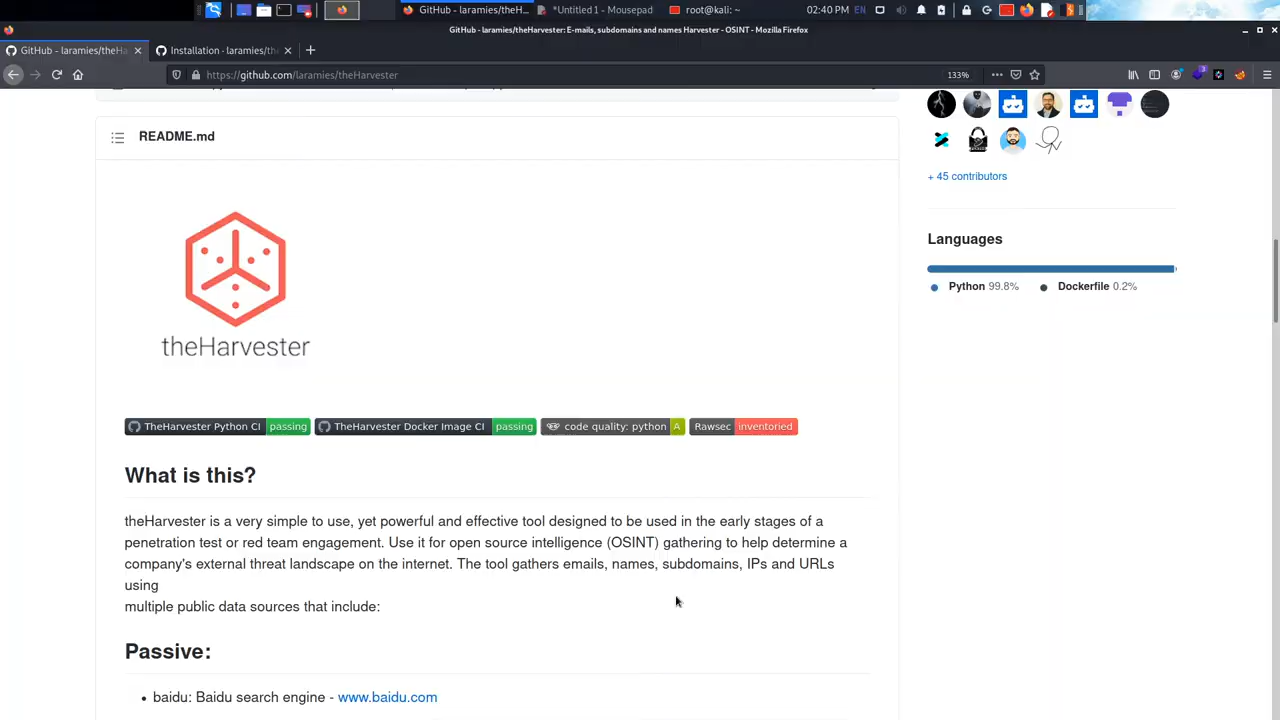 GitHub - laramies/theH...
*Untitled 1 - Mousepad
root@kali: ~
02:40 PM
EN
GitHub - laramies/theHarvester: E-mails, subdomains and names Harvester - OSINT - Mozilla Firefox
GitHub - laramies/theHa
Installation · laramies/the
https://github.com/laramies/theHarvester
133%
README.md
theHarvester
TheHarvester Python CI passing
TheHarvester Docker Image CI passing
code quality: python A
Rawsec inventoried
What is this?
theHarvester is a very simple to use, yet powerful and effective tool designed to be used in the early stages of a
penetration test or red team engagement. Use it for open source intelligence (OSINT) gathering to help determine a
company's external threat landscape on the internet. The tool gathers emails, names, subdomains, IPs and URLs
using
multiple public data sources that include:
Passive:
• baidu: Baidu search engine - www.baidu.com
+ 45 contributors
Languages
Python 99.8%
Dockerfile 0.2%